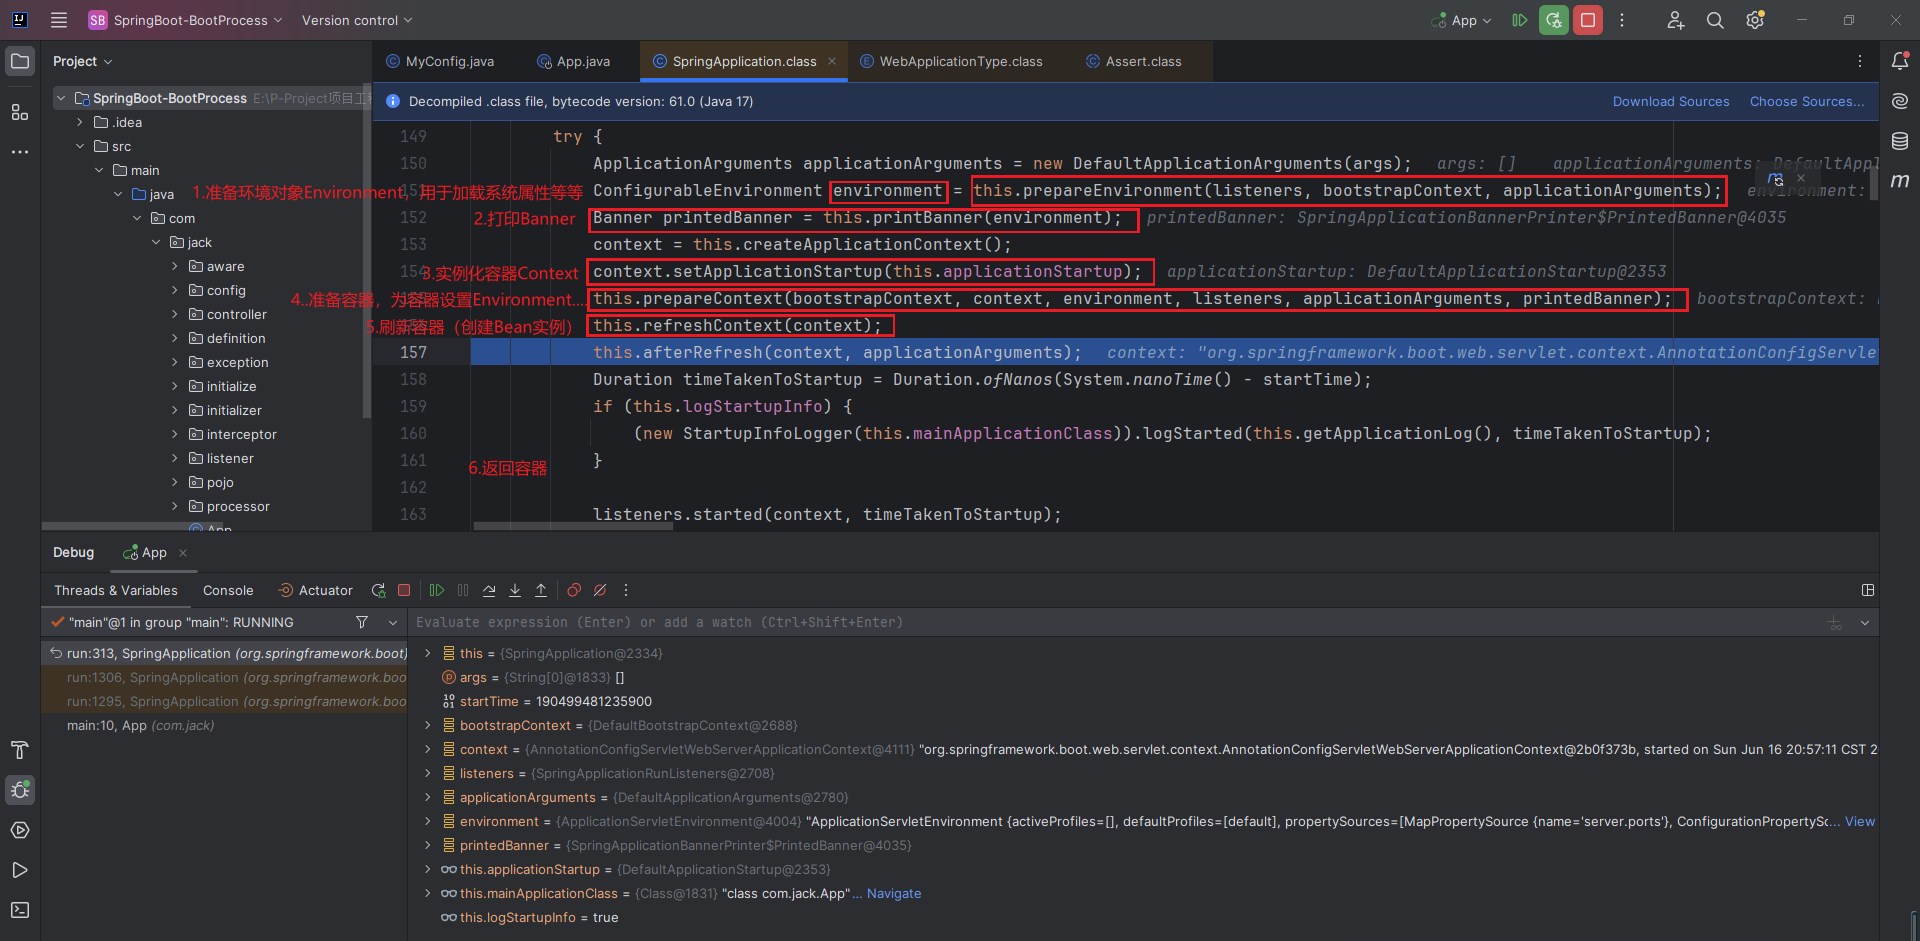 SB SpringBoot-BootProcess Version control App
Project
MyConfig.java App.java SpringApplication.class WebApplicationType.class Assert.class
SpringBoot-BootProcess E:\P-Project项目工程
.idea
src
main
java
com
jack
aware
config
controller
definition
exception
initialize
initializer
interceptor
listener
pojo
processor
App
Decompiled .class file, bytecode version: 61.0 (Java 17) Download Sources Choose Sources...
149 try {
150 ApplicationArguments applicationArguments = new DefaultApplicationArguments(args); args: [] applicationArguments: DefaultAppl
1.准备环境对象Environment，用于加载系统属性等等 ConfigurableEnvironment environment = this.prepareEnvironment(listeners, bootstrapContext, applicationArguments); environment:
152 2.打印Banner Banner printedBanner = this.printBanner(environment); printedBanner: SpringApplicationBannerPrinter$PrintedBanner@4035
153 context = this.createApplicationContext();
3.实例化容器Context context.setApplicationStartup(this.applicationStartup); applicationStartup: DefaultApplicationStartup@2353
4..准备容器，为容器设置Environment.... this.prepareContext(bootstrapContext, context, environment, listeners, applicationArguments, printedBanner); bootstrapContext:
5.刷新容器（创建Bean实例） this.refreshContext(context);
157 this.afterRefresh(context, applicationArguments); context: "org.springframework.boot.web.servlet.context.AnnotationConfigServle
158 Duration timeTakenToStartup = Duration.ofNanos(System.nanoTime() - startTime);
159 if (this.logStartupInfo) {
160 (new StartupInfoLogger(this.mainApplicationClass)).logStarted(this.getApplicationLog(), timeTakenToStartup);
161 }
6.返回容器
162
163 listeners.started(context, timeTakenToStartup);
Debug App
Threads & Variables Console Actuator
"main"@1 in group "main": RUNNING
Evaluate expression (Enter) or add a watch (Ctrl+Shift+Enter)
run:313, SpringApplication (org.springframework.boot)
run:1306, SpringApplication (org.springframework.boo
run:1295, SpringApplication (org.springframework.boo
main:10, App (com.jack)
this = {SpringApplication@2334}
args = {String[0]@1833} []
startTime = 190499481235900
bootstrapContext = {DefaultBootstrapContext@2688}
context = {AnnotationConfigServletWebServerApplicationContext@4111} "org.springframework.boot.web.servlet.context.AnnotationConfigServletWebServerApplicationContext@2b0f373b, started on Sun Jun 16 20:57:11 CST 2
listeners = {SpringApplicationRunListeners@2708}
applicationArguments = {DefaultApplicationArguments@2780}
environment = {ApplicationServletEnvironment@4004} "ApplicationServletEnvironment {activeProfiles=[], defaultProfiles=[default], propertySources=[MapPropertySource {name='server.ports'}, ConfigurationPropertySc... View
printedBanner = {SpringApplicationBannerPrinter$PrintedBanner@4035}
this.applicationStartup = {DefaultApplicationStartup@2353}
this.mainApplicationClass = {Class@1831} "class com.jack.App"... Navigate
this.logStartupInfo = true